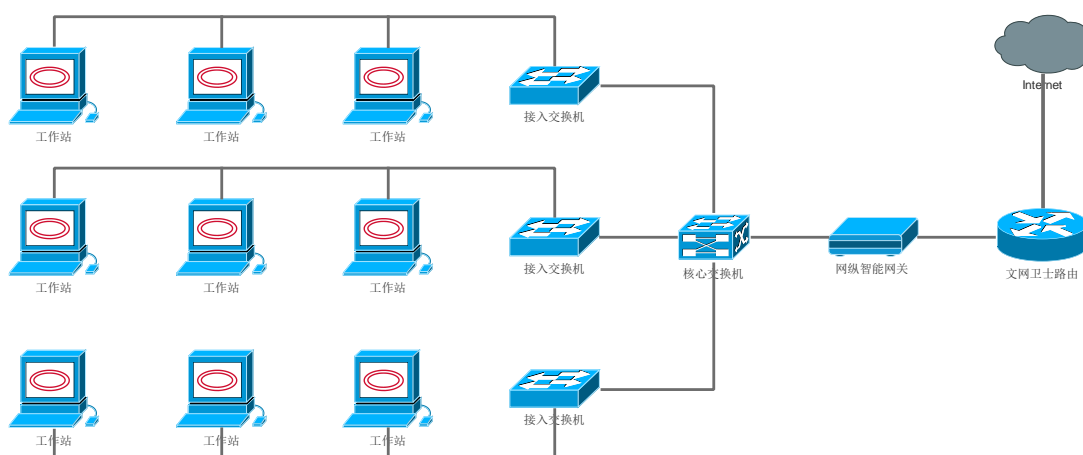 Internet
工作站
工作站
工作站
接入交换机
工作站
工作站
工作站
接入交换机
核心交换机
网纵智能网关
文网卫士路由
工作站
工作站
工作站
接入交换机